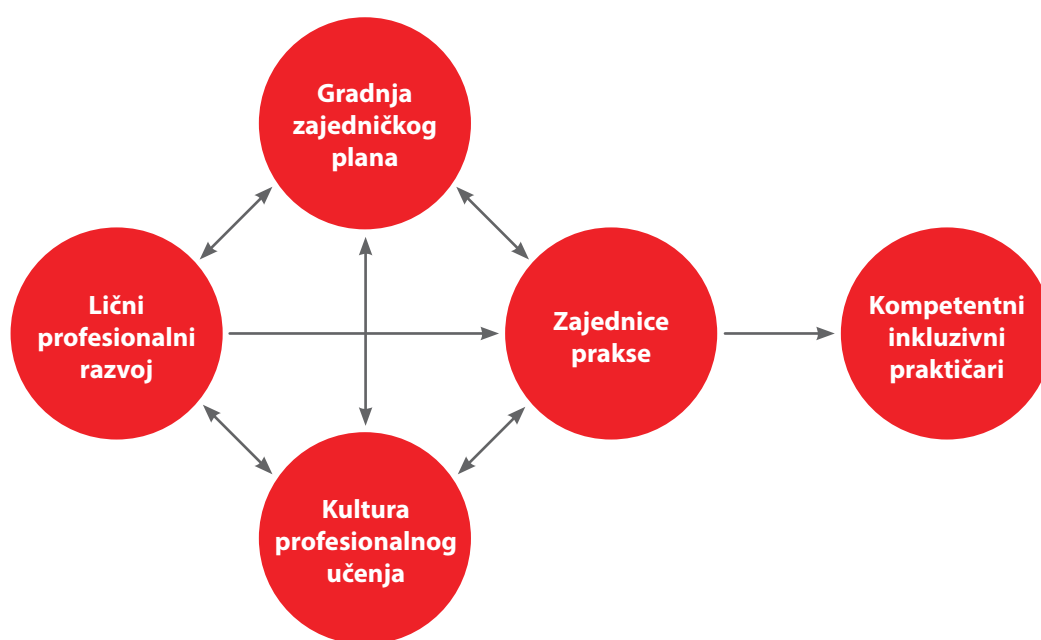 Gradnja
zajedničkog
plana
Lični
profesionalni
razvoj
Zajednice
prakse
Kompetentni
inkluzivni
praktičari
Kultura
profesionalnog
učenja